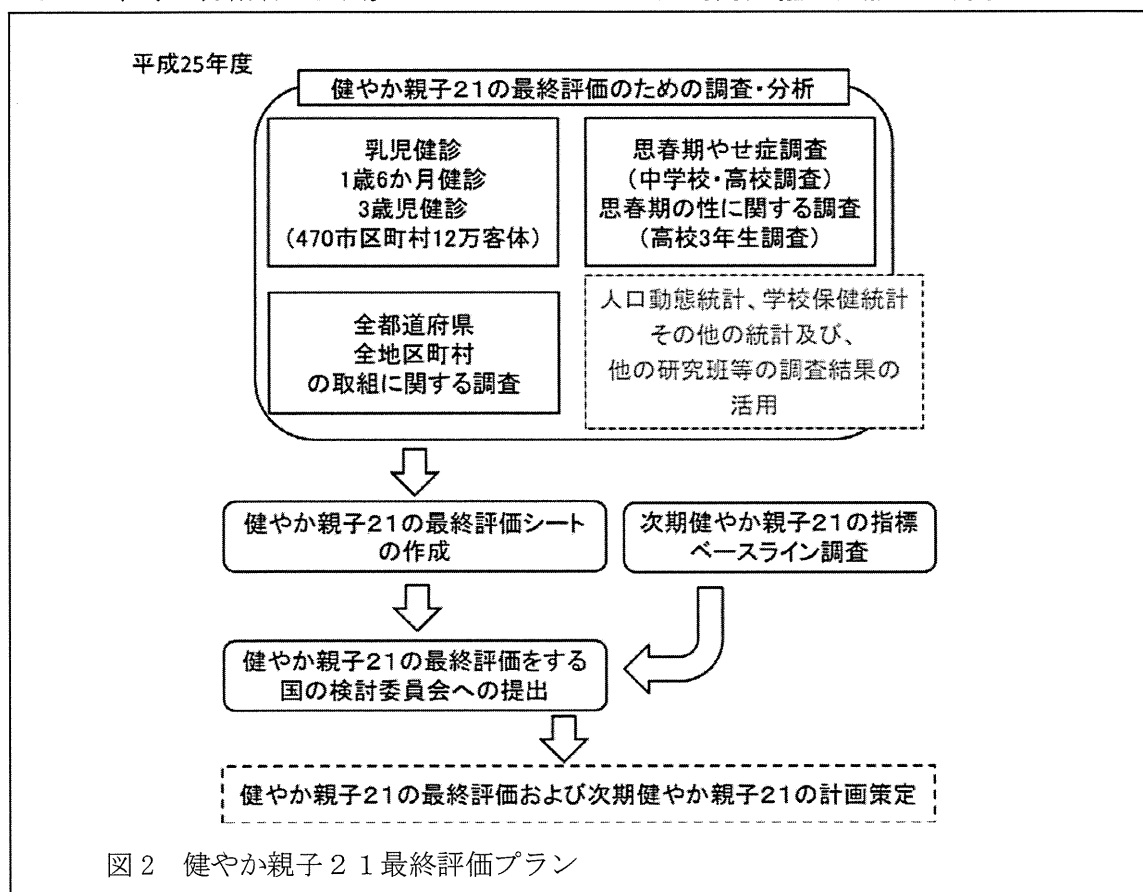 平成25年度
健やか親子21の最終評価のための調査・分析
乳児健診
1歳6か月健診
3歳児健診
(470市区町村12万客体)
思春期やせ症調査
(中学校・高校調査)
思春期の性に関する調査
(高校3年生調査)
全都道府県
全地区町村
の取組に関する調査
人口動態統計、学校保健統計
その他の統計及び、
他の研究班等の調査結果の
活用
健やか親子21の最終評価シート
の作成
次期健やか親子21の指標
ベースライン調査
健やか親子21の最終評価をする
国の検討委員会への提出
健やか親子21の最終評価および次期健やか親子21の計画策定
図2 健やか親子21最終評価プラン